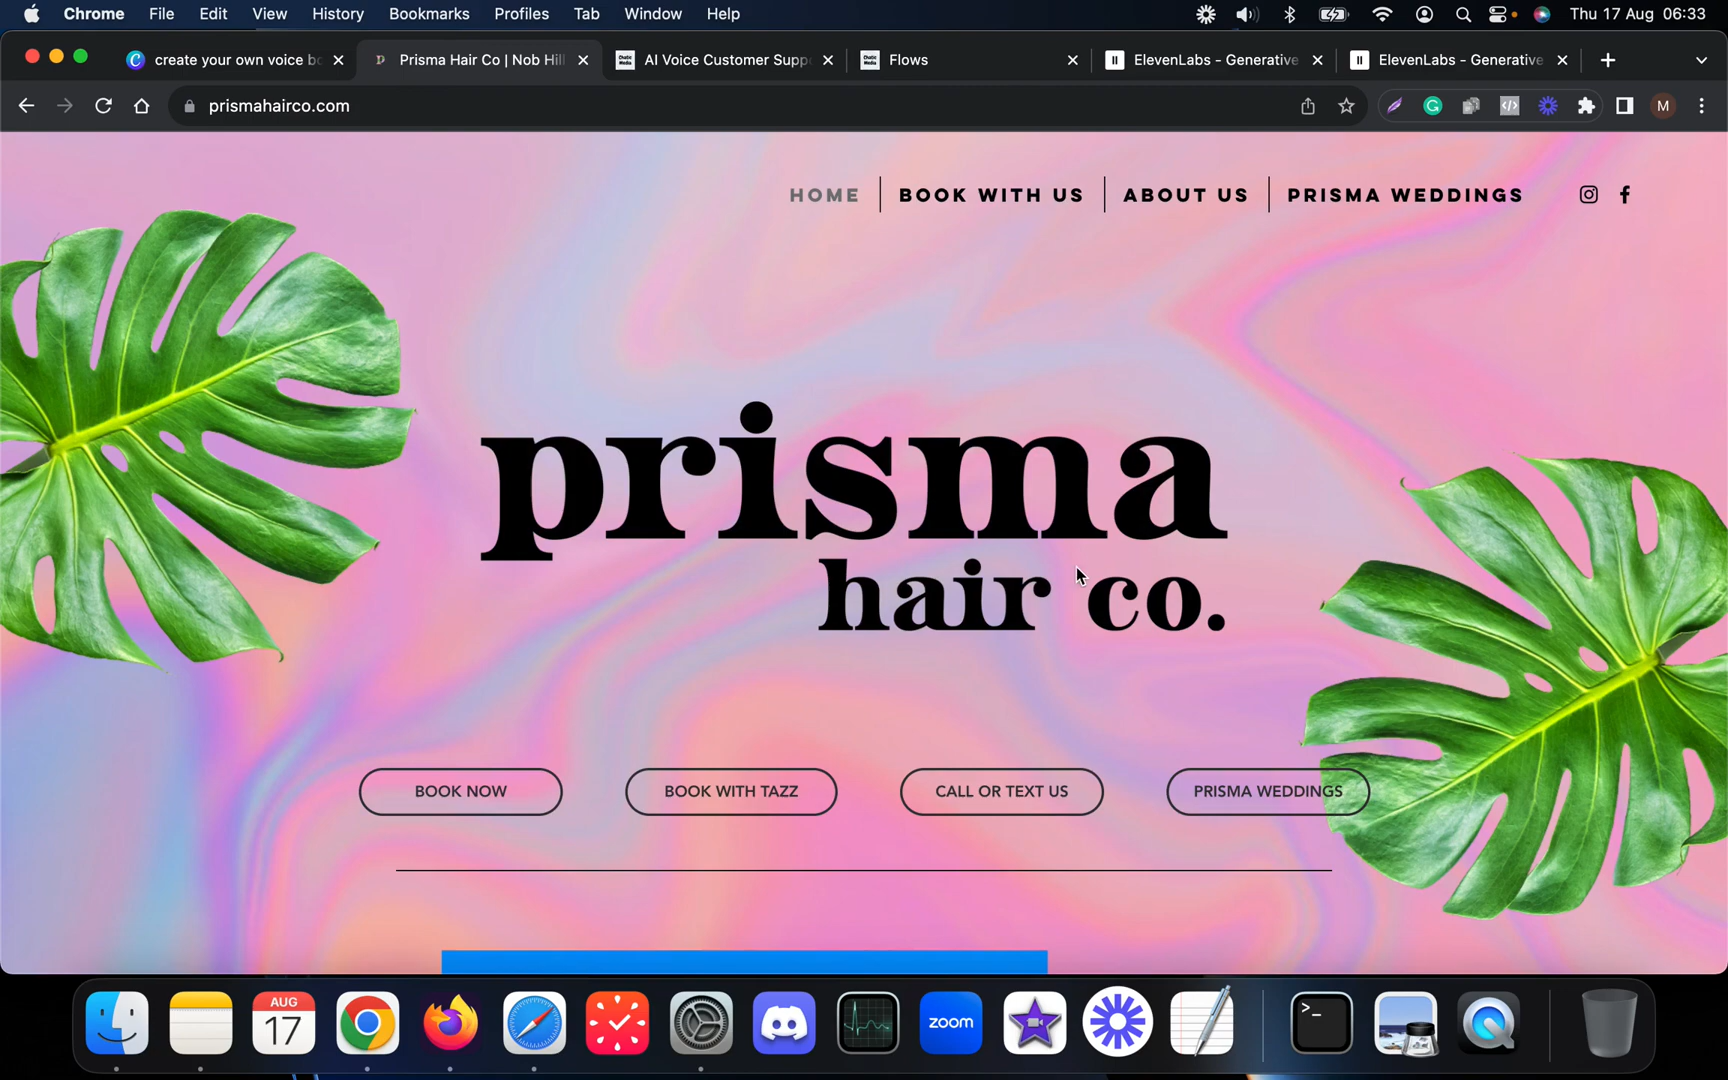 Chrome File Edit View History Bookmarks Profiles Tab Window Help Thu 17 Aug 06:33
create your own voice bo Prisma Hair Co | Nob Hill AI Voice Customer Suppo Flows ElevenLabs - Generative ElevenLabs - Generative
prismahairco.com M
HOME BOOK WITH US ABOUT US PRISMA WEDDINGS
prisma
hair co.
BOOK NOW BOOK WITH TAZZ CALL OR TEXT US PRISMA WEDDINGS
AUG
17
zoom